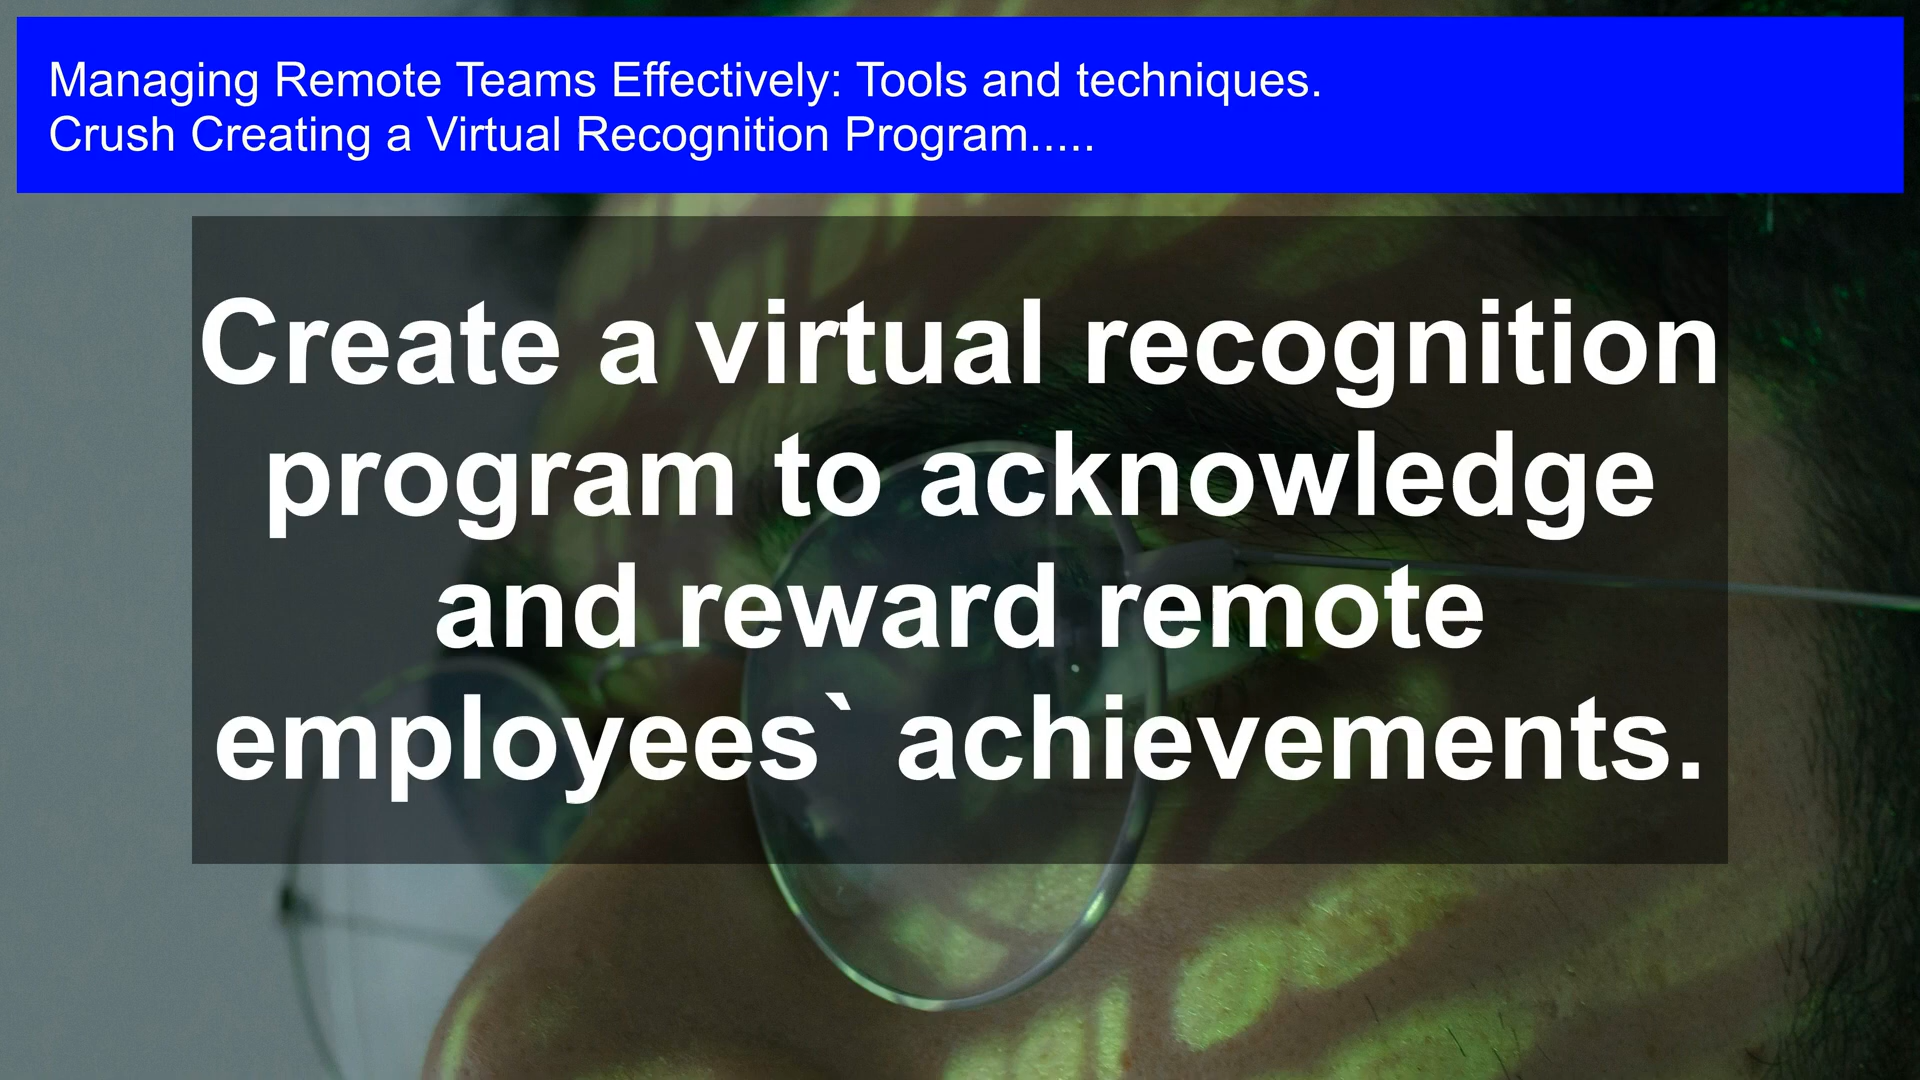 Managing Remote Teams Effectively: Tools and techniques.
Crush Creating a Virtual Recognition Program.....
Create a virtual recognition
program to acknowledge
and reward remote
employees` achievements.